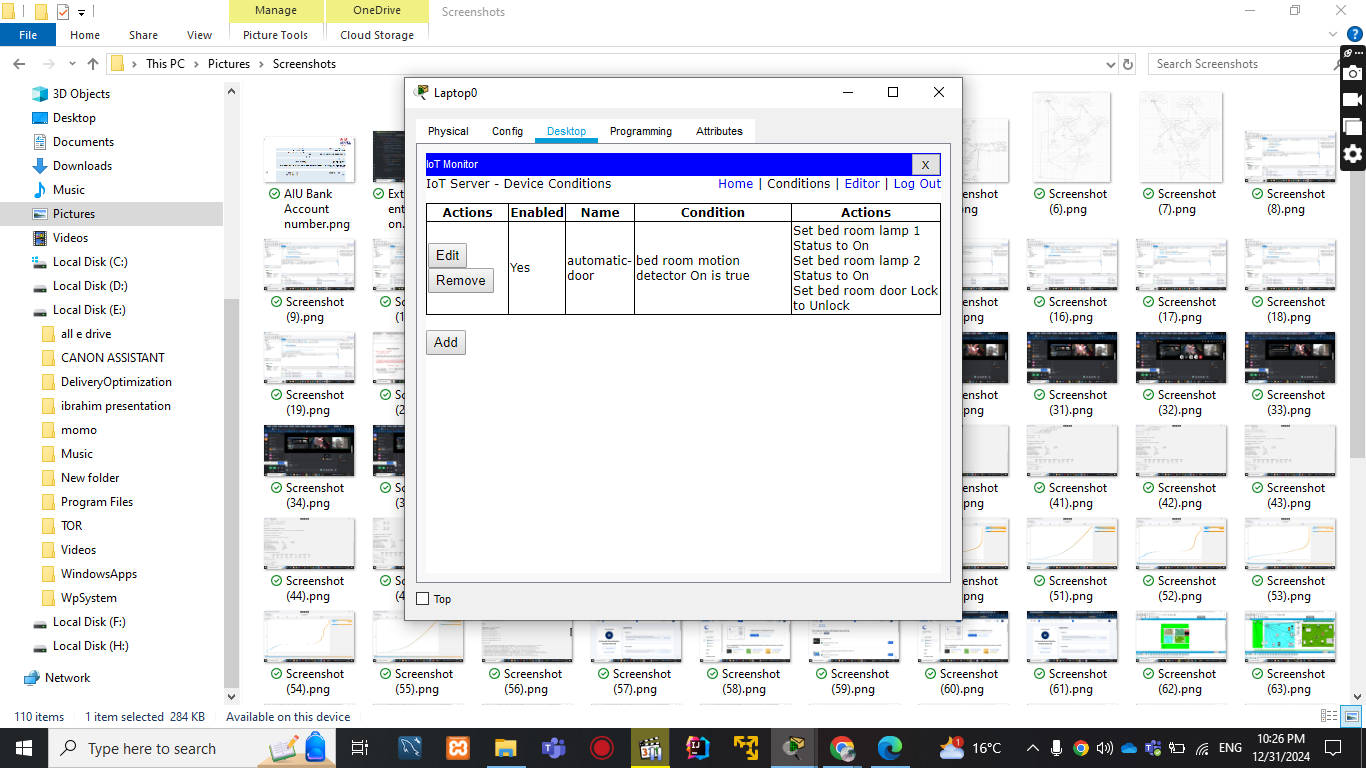 Manage
OneDrive
Screenshots
File
Home
Share
View
Picture Tools
Cloud Storage
This PC
Pictures
Screenshots
Search Screenshots
3D Objects
Desktop
Documents
Downloads
Music
Pictures
Videos
Local Disk (C:)
Local Disk (D:)
Local Disk (E:)
all e drive
CANON ASSISTANT
DeliveryOptimization
ibrahim presentation
momo
Music
New folder
Program Files
TOR
Videos
WindowsApps
WpSystem
Local Disk (F:)
Local Disk (H:)
Network
AIU Bank
Account
number.png
Laptop0
Physical
Config
Desktop
Programming
Attributes
IoT Monitor
X
IoT Server - Device Conditions
Home | Conditions | Editor | Log Out
Actions
Enabled
Name
Condition
Actions
Edit
Remove
Yes
automatic-
door
bed room motion
detector On is true
Set bed room lamp 1
Status to On
Set bed room lamp 2
Status to On
Set bed room door Lock
to Unlock
Add
Top
Screenshot
(6).png
Screenshot
(7).png
Screenshot
(8).png
Screenshot
(9).png
Screenshot
(16).png
Screenshot
(17).png
Screenshot
(18).png
Screenshot
(19).png
Screenshot
(31).png
Screenshot
(32).png
Screenshot
(33).png
Screenshot
(34).png
Screenshot
(41).png
Screenshot
(42).png
Screenshot
(43).png
Screenshot
(44).png
Screenshot
(51).png
Screenshot
(52).png
Screenshot
(53).png
Screenshot
(54).png
Screenshot
(55).png
Screenshot
(56).png
Screenshot
(57).png
Screenshot
(58).png
Screenshot
(59).png
Screenshot
(60).png
Screenshot
(61).png
Screenshot
(62).png
Screenshot
(63).png
110 items
1 item selected 284 KB
Available on this device
Type here to search
16°C
ENG
10:26 PM
12/31/2024